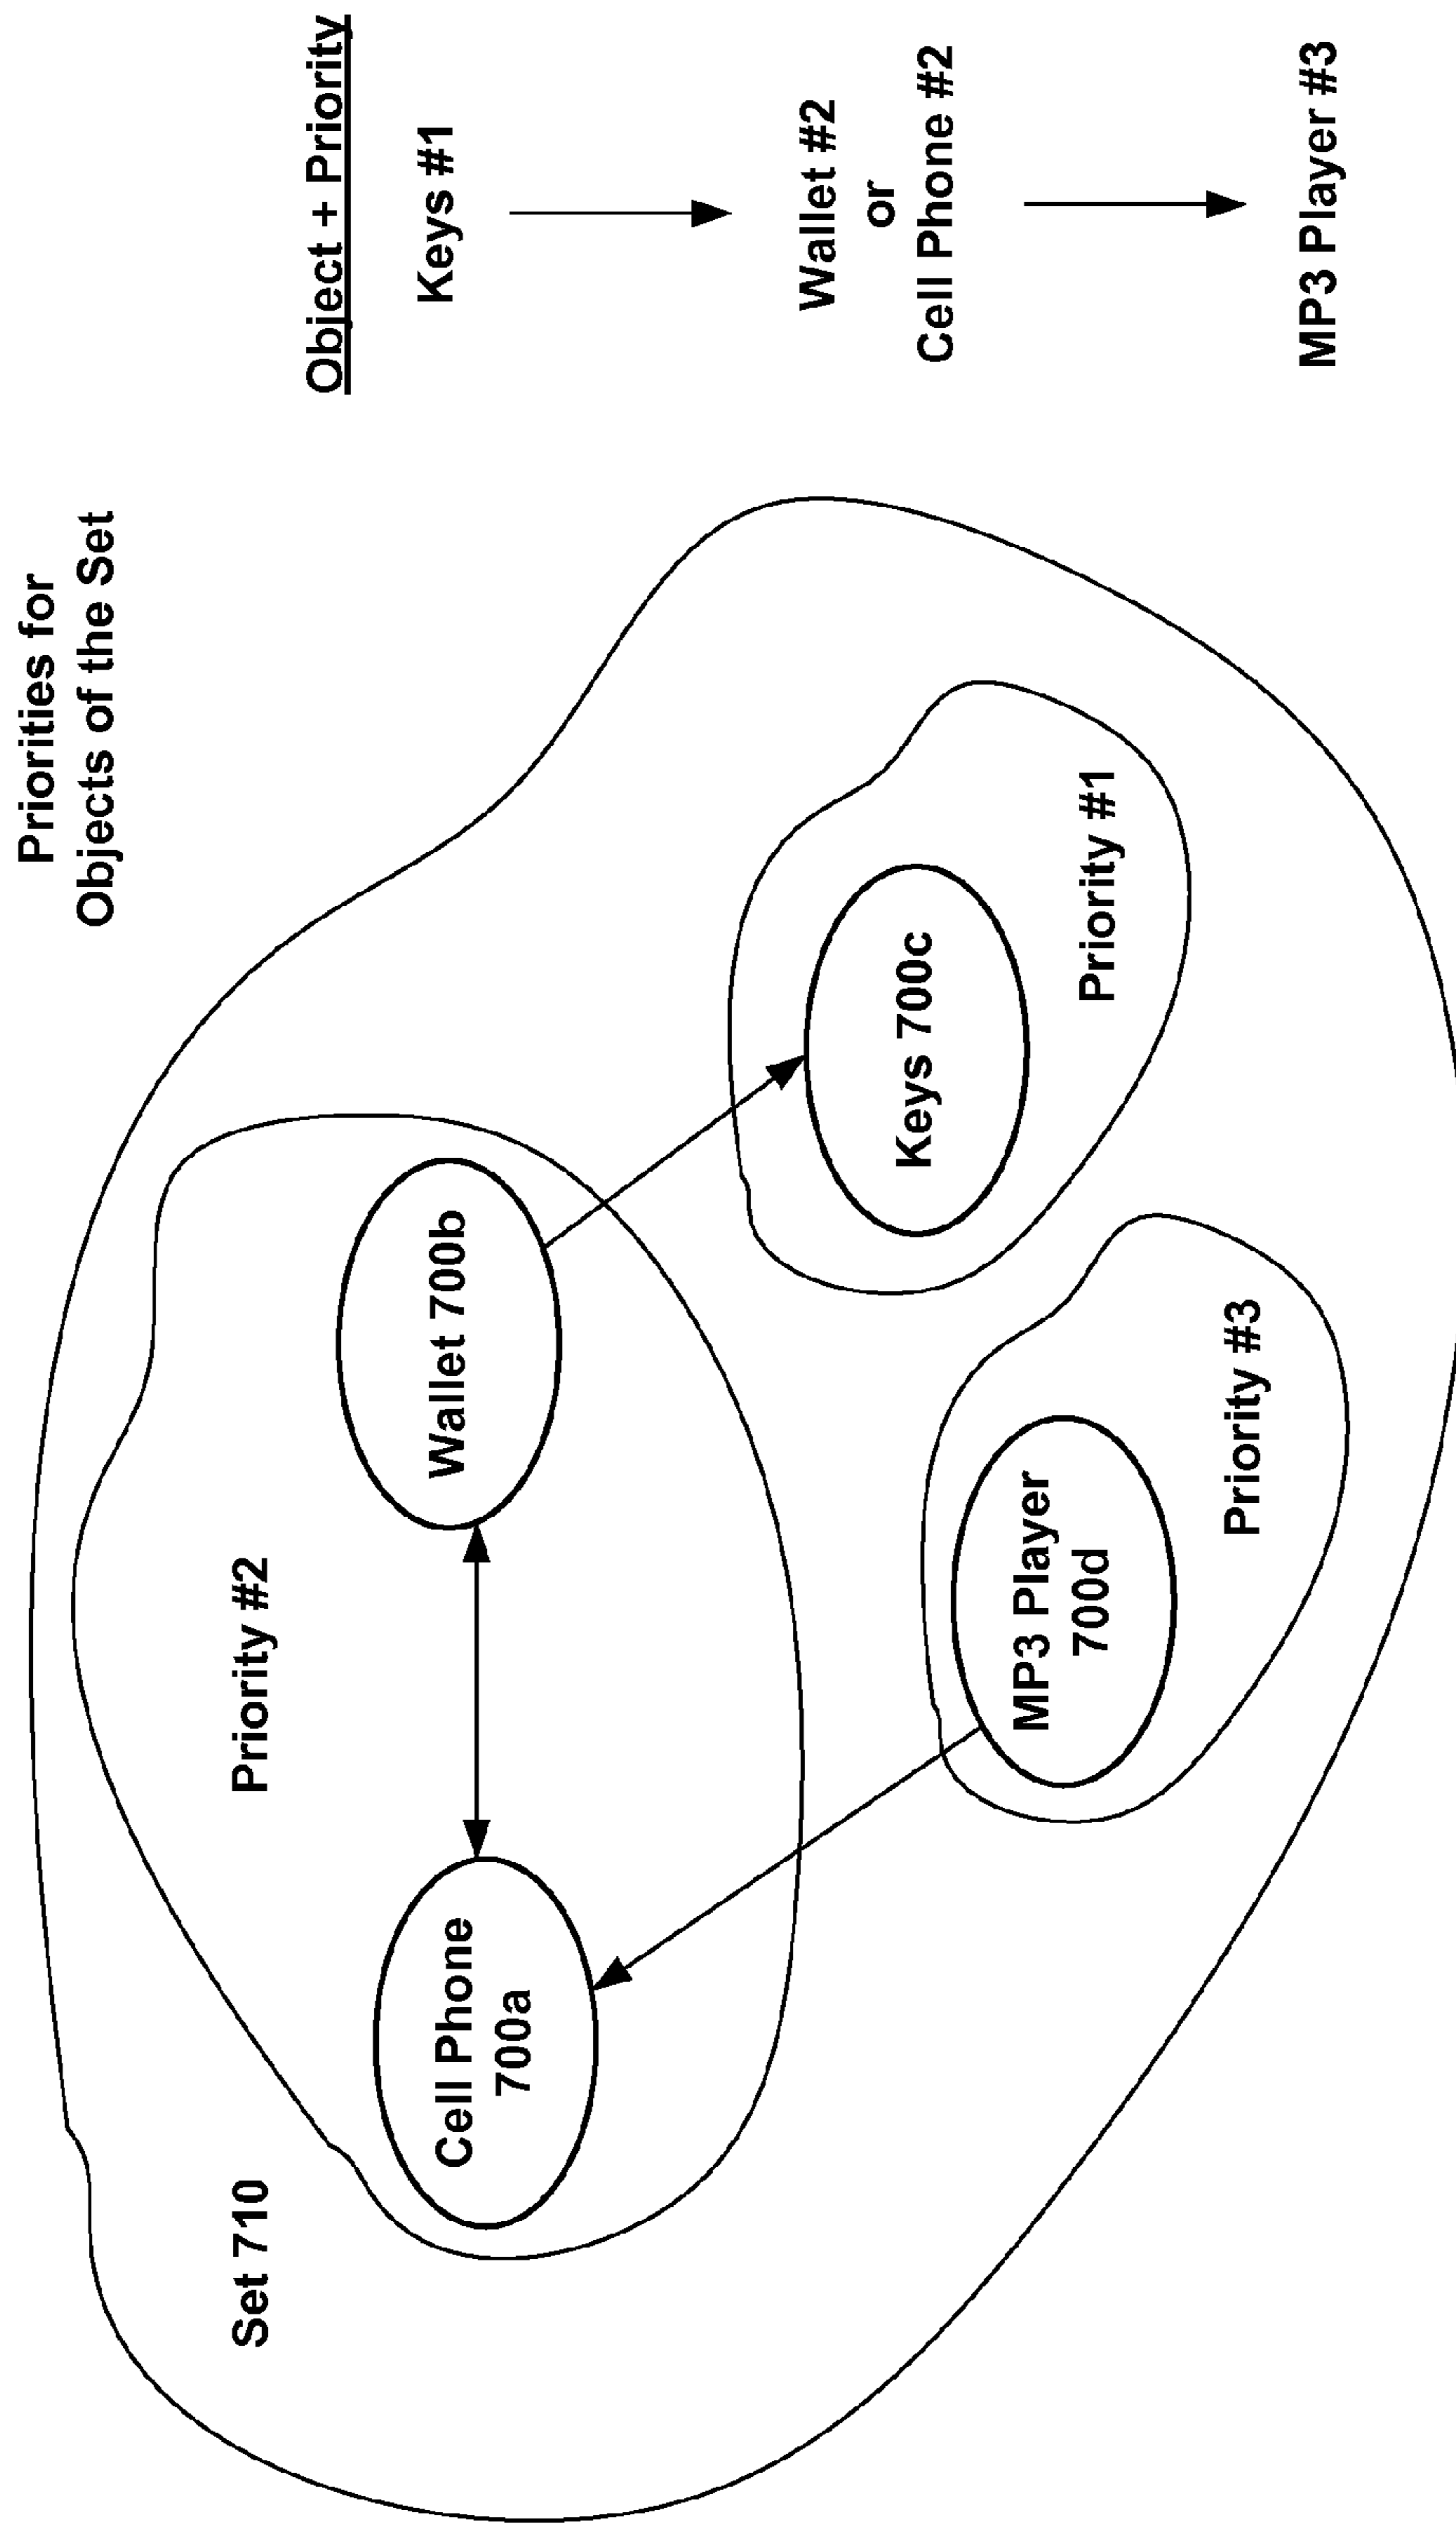 Priorities for
Objects of the Set
Set 710
Priority #2
Cell Phone
700a
Wallet 700b
Keys 700c
Priority #1
MP3 Player
700d
Priority #3
Object + Priority
Keys #1
Wallet #2
or
Cell Phone #2
MP3 Player #3